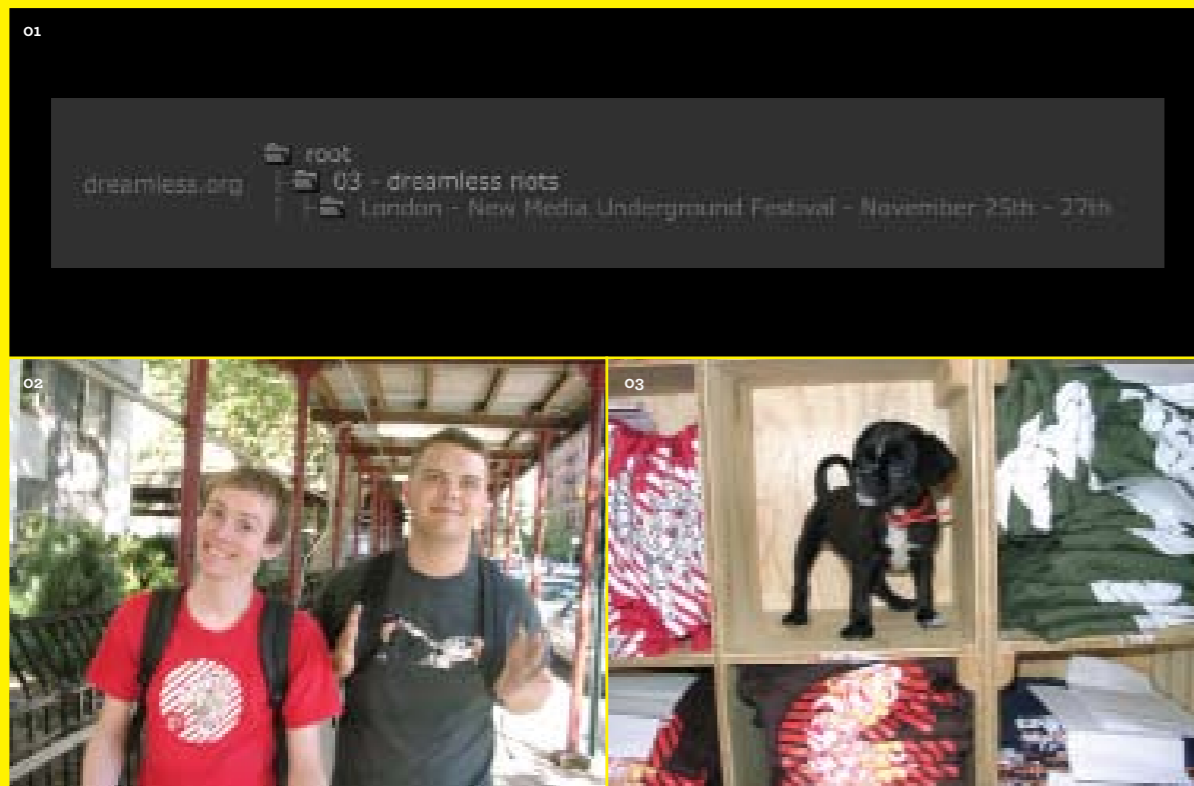 01
root
dreamless.org
03 - dreamless riots
London - New Media Underground Festival - November 25th - 27th
02
03